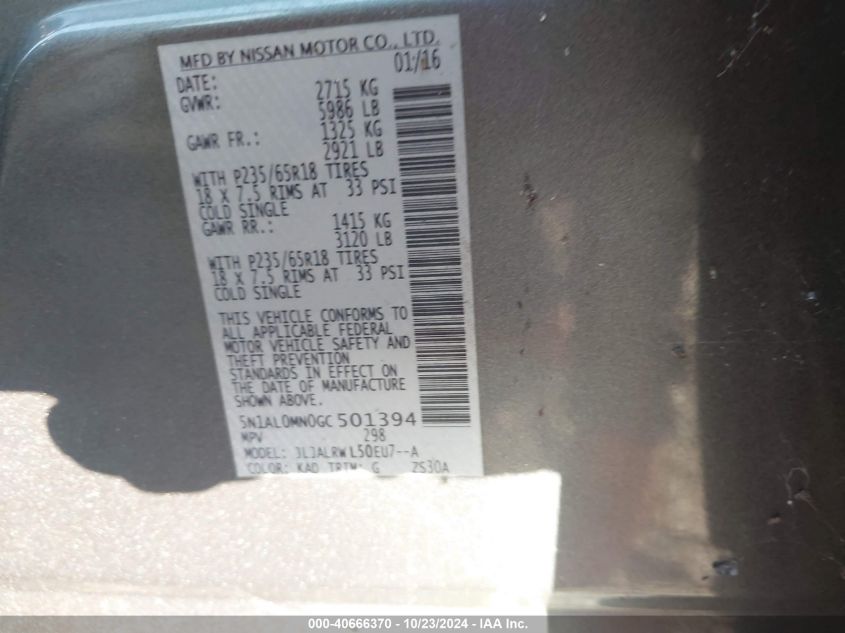 MFD BY NISSAN MOTOR CO., LTD.
DATE: 01/16
GVWR: 2715 KG
5986 LB
GAWR FR.: 1325 KG
2921 LB
WITH P235/65R18 TIRES
18 X 7.5 RIMS AT 33 PSI
COLD SINGLE
GAWR RR.: 1415 KG
3120 LB
WITH P235/65R18 TIRES
18 X 7.5 RIMS AT 33 PSI
COLD SINGLE
THIS VEHICLE CONFORMS TO
ALL APPLICABLE FEDERAL
MOTOR VEHICLE SAFETY AND
THEFT PREVENTION
STANDARDS IN EFFECT ON
THE DATE OF MANUFACTURE
SHOWN ABOVE.
5N1AL0MN0GC501394
MPV 298
MODEL: JLJALRWL50EU7--A
COLOR: KAD TRIM: G ZS30A
000-40666370 - 10/23/2024 - IAA Inc.